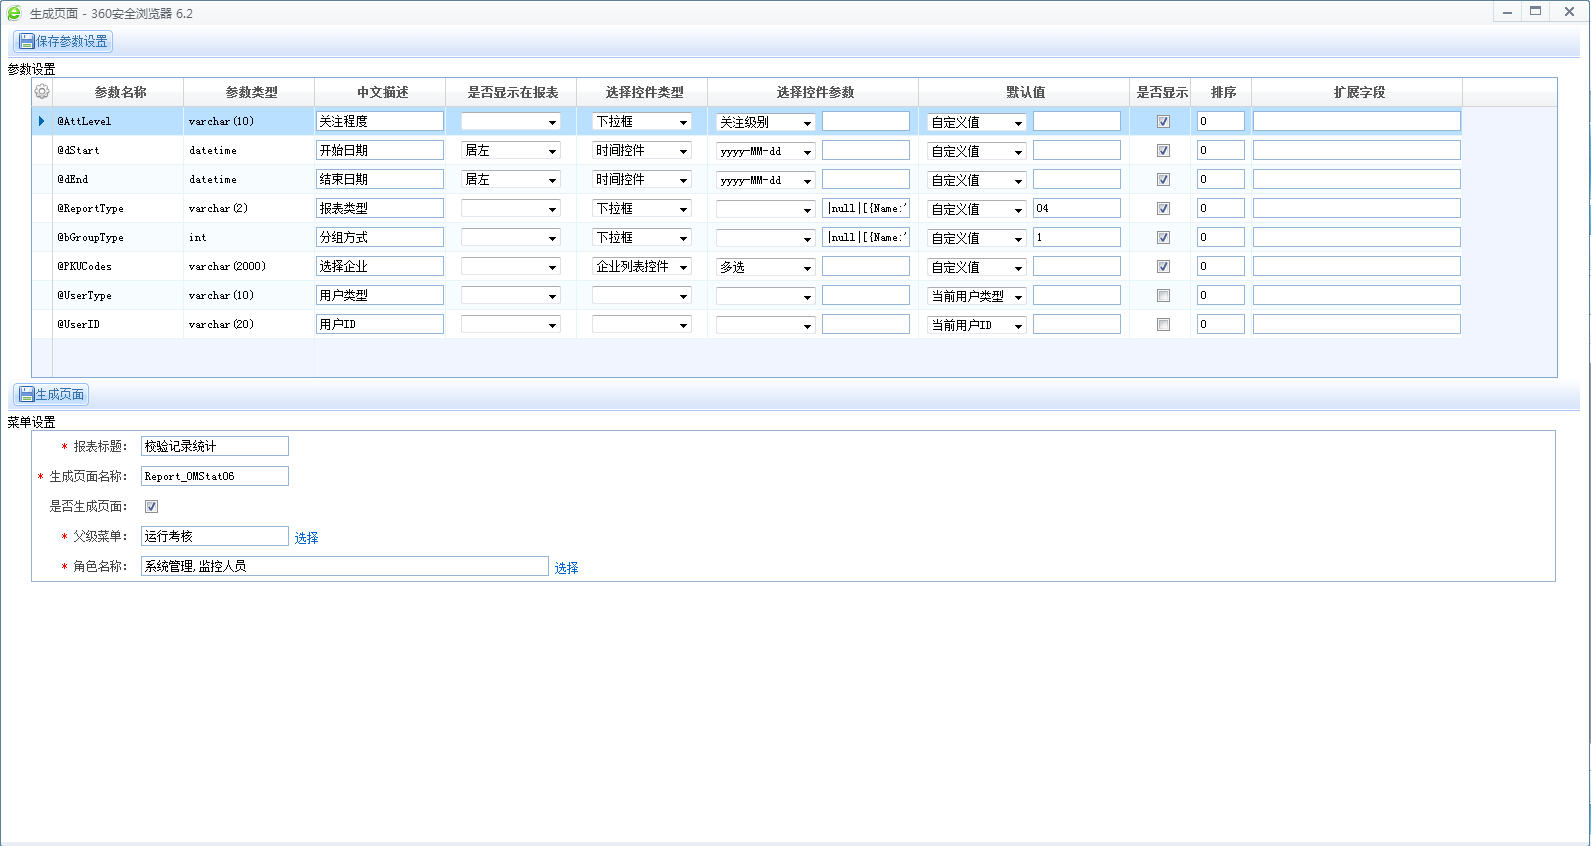 生成页面 - 360安全浏览器 6.2
保存参数设置
参数设置
参数名称 参数类型 中文描述 是否显示在报表 选择控件类型 选择控件参数 默认值 是否显示 排序 扩展字段
@AttLevel varchar(10) 关注程度 下拉框 关注级别 自定义值 0
@dStart datetime 开始日期 居左 时间控件 yyyy-MM-dd 自定义值 0
@dEnd datetime 结束日期 居左 时间控件 yyyy-MM-dd 自定义值 0
@ReportType varchar(2) 报表类型 下拉框 |null|[{Name:' 自定义值 04 0
@bGroupType int 分组方式 下拉框 |null|[{Name:' 自定义值 1 0
@PKUCodes varchar(2000) 选择企业 企业列表控件 多选 自定义值 0
@UserType varchar(10) 用户类型 当前用户类型 0
@UserID varchar(20) 用户ID 当前用户ID 0
生成页面
菜单设置
* 报表标题： 校验记录统计
* 生成页面名称： Report_OMStat06
是否生成页面：
* 父级菜单： 运行考核 选择
* 角色名称： 系统管理,监控人员 选择